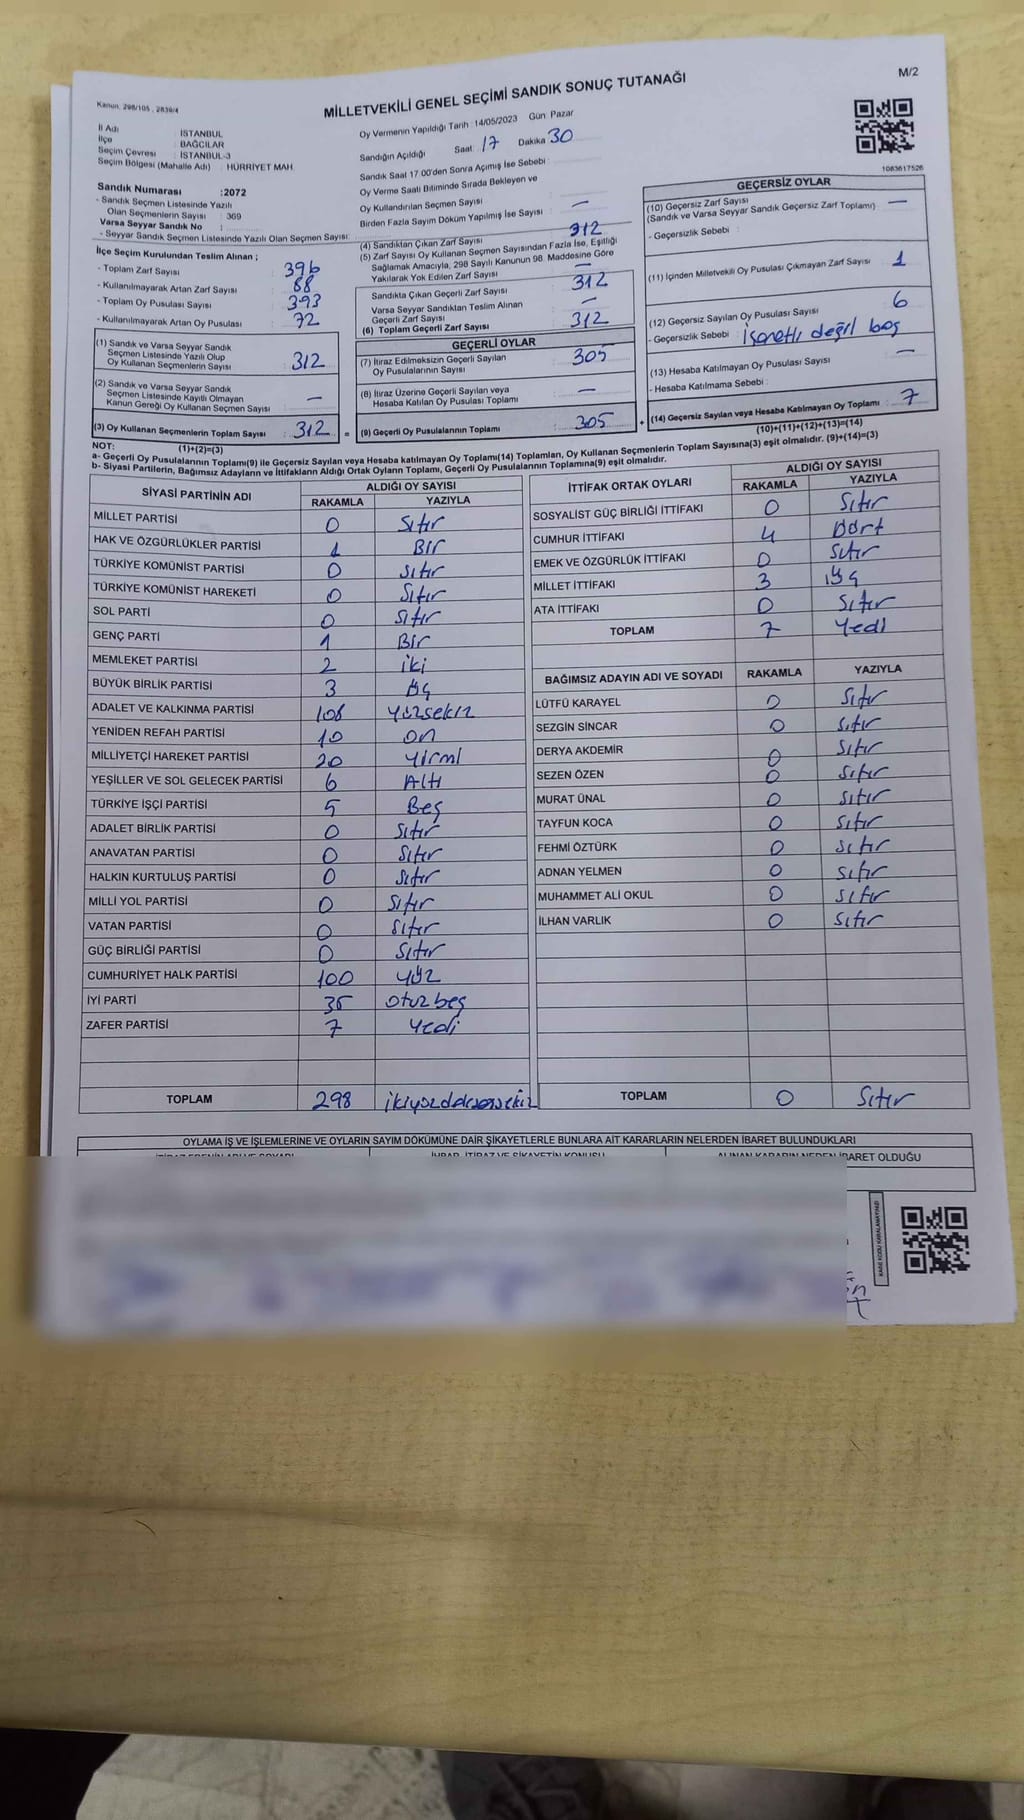 Kanun: 298/105 , 2839/4
MİLLETVEKİLİ GENEL SEÇİMİ SANDIK SONUÇ TUTANAĞI
M/2
İl Adı : İSTANBUL
İlçe : BAĞCILAR
Seçim Çevresi : İSTANBUL-3
Seçim Bölgesi (Mahalle Adı) : HÜRRİYET MAH.
Sandık Numarası :2072
- Sandık Seçmen Listesinde Yazılı
Olan Seçmenlerin Sayısı : 369
Varsa Seyyar Sandık No :
- Seyyar Sandık Seçmen Listesinde Yazılı Olan Seçmen Sayısı:
İlçe Seçim Kurulundan Teslim Alınan ;
- Toplam Zarf Sayısı : 396
- Kullanılmayarak Artan Zarf Sayısı : 88
- Toplam Oy Pusulası Sayısı : 393
- Kullanılmayarak Artan Oy Pusulası : 72
(1) Sandık ve Varsa Seyyar Sandık
Seçmen Listesinde Yazılı Olup
Oy Kullanan Seçmenlerin Sayısı : 312
(2) Sandık ve Varsa Seyyar Sandık
Seçmen Listesinde Kayıtlı Olmayan
Kanun Gereği Oy Kullanan Seçmen Sayısı : —
(3) Oy Kullanan Seçmenlerin Toplam Sayısı : 312 =
(1)+(2)=(3)
Oy Vermenin Yapıldığı Tarih : 14/05/2023 Gün: Pazar
Sandığın Açıldığı Saat: 17 Dakika 30
Sandık Saat 17:00'den Sonra Açımış İse Sebebi :
Oy Verme Saati Bitiminde Sırada Bekleyen ve
Oy Kullandırılan Seçmen Sayısı :
Birden Fazla Sayım Döküm Yapılmış İse Sayısı : —
(4) Sandıktan Çıkan Zarf Sayısı : 312
(5) Zarf Sayısı Oy Kullanan Seçmen Sayısından Fazla İse, Eşitliği
Sağlamak Amacıyla, 298 Sayılı Kanunun 98. Maddesine Göre
Yakılarak Yok Edilen Zarf Sayısı : —
Sandıkta Çıkan Geçerli Zarf Sayısı : 312
Varsa Seyyar Sandıktan Teslim Alınan
Geçerli Zarf Sayısı : —
(6) Toplam Geçerli Zarf Sayısı : 312
GEÇERLİ OYLAR
(7) İtiraz Edilmeksizin Geçerli Sayılan
Oy Pusulalarının Sayısı : 305
(8) İtiraz Üzerine Geçerli Sayılan veya
Hesaba Katılan Oy Pusulası Toplamı : —
(9) Geçerli Oy Pusulalarının Toplamı : 305 +
1083617526
GEÇERSİZ OYLAR
(10) Geçersiz Zarf Sayısı : —
(Sandık ve Varsa Seyyar Sandık Geçersiz Zarf Toplamı)
- Geçersizlik Sebebi :
(11) İçinden Milletvekili Oy Pusulası Çıkmayan Zarf Sayısı : 1
(12) Geçersiz Sayılan Oy Pusulası Sayısı : 6
- Geçersizlik Sebebi : işaretli değil boş
(13) Hesaba Katılmayan Oy Pusulası Sayısı : —
- Hesaba Katılmama Sebebi :
(14) Geçersiz Sayılan veya Hesaba Katılmayan Oy Toplamı : 7
(10)+(11)+(12)+(13)=(14)
NOT:
a- Geçerli Oy Pusulalarının Toplamı(9) ile Geçersiz Sayılan veya Hesaba katılmayan Oy Toplamı(14) Toplamları, Oy Kullanan Seçmenlerin Toplam Sayısına(3) eşit olmalıdır. (9)+(14)=(3)
b- Siyasi Partilerin, Bağımsız Adayların ve İttifakların Aldığı Ortak Oyların Toplamı, Geçerli Oy Pusulalarının Toplamına(9) eşit olmalıdır.
SİYASİ PARTİNİN ADI ALDIĞI OY SAYISI
RAKAMLA YAZIYLA
MİLLET PARTİSİ 0 Sıfır
HAK VE ÖZGÜRLÜKLER PARTİSİ 1 Bir
TÜRKİYE KOMÜNİST PARTİSİ 0 Sıfır
TÜRKİYE KOMÜNİST HAREKETİ 0 Sıfır
SOL PARTİ 0 Sıfır
GENÇ PARTİ 1 Bir
MEMLEKET PARTİSİ 2 iki
BÜYÜK BİRLİK PARTİSİ 3 üç
ADALET VE KALKINMA PARTİSİ 108 yüzsekiz
YENİDEN REFAH PARTİSİ 10 on
MİLLİYETÇİ HAREKET PARTİSİ 20 yirmi
YEŞİLLER VE SOL GELECEK PARTİSİ 6 Altı
TÜRKİYE İŞÇİ PARTİSİ 5 Beş
ADALET BİRLİK PARTİSİ 0 Sıfır
ANAVATAN PARTİSİ 0 Sıfır
HALKIN KURTULUŞ PARTİSİ 0 Sıfır
MİLLİ YOL PARTİSİ 0 Sıfır
VATAN PARTİSİ 0 Sıfır
GÜÇ BİRLİĞİ PARTİSİ 0 Sıfır
CUMHURİYET HALK PARTİSİ 100 yüz
İYİ PARTİ 35 otuzbeş
ZAFER PARTİSİ 7 yedi
TOPLAM 298 ikiyüzdoksansekiz
İTTİFAK ORTAK OYLARI ALDIĞI OY SAYISI
RAKAMLA YAZIYLA
SOSYALİST GÜÇ BİRLİĞİ İTTİFAKI 0 Sıfır
CUMHUR İTTİFAKI 4 Dört
EMEK VE ÖZGÜRLÜK İTTİFAKI 0 Sıfır
MİLLET İTTİFAKI 3 üç
ATA İTTİFAKI 0 Sıfır
TOPLAM 7 Yedi
BAĞIMSIZ ADAYIN ADI VE SOYADI RAKAMLA YAZIYLA
LÜTFÜ KARAYEL 0 Sıfır
SEZGİN SİNCAR 0 Sıfır
DERYA AKDEMİR 0 Sıfır
SEZEN ÖZEN 0 Sıfır
MURAT ÜNAL 0 Sıfır
TAYFUN KOCA 0 Sıfır
FEHMİ ÖZTÜRK 0 Sıfır
ADNAN YELMEN 0 Sıfır
MUHAMMET ALİ OKUL 0 Sıfır
İLHAN VARLIK 0 Sıfır
TOPLAM 0 Sıfır
OYLAMA İŞ VE İŞLEMLERİNE VE OYLARIN SAYIM DÖKÜMÜNE DAİR ŞİKAYETLERLE BUNLARA AİT KARARLARIN NELERDEN İBARET BULUNDUKLARI
İTİRAZ EDENİN ADI VE SOYADI İHBAR, İTİRAZ VE ŞİKAYETİN KONUSU ALINAN KARARIN NEDEN İBARET OLDUĞU
KARE KODU KARALAMAYINIZ!